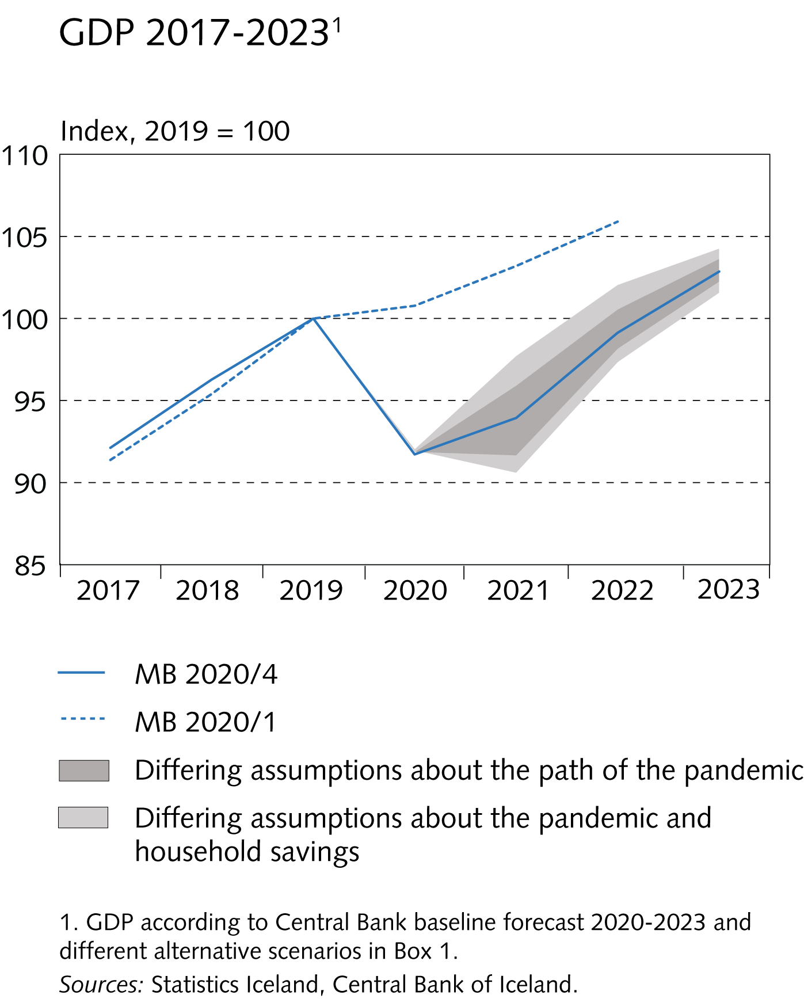 GDP 2017-2023¹
Index, 2019 = 100
110
105
100
95
90
85
2017 2018 2019 2020 2021 2022 2023
MB 2020/4
MB 2020/1
Differing assumptions about the path of the pandemic
Differing assumptions about the pandemic and
household savings
1. GDP according to Central Bank baseline forecast 2020-2023 and
different alternative scenarios in Box 1.
Sources: Statistics Iceland, Central Bank of Iceland.